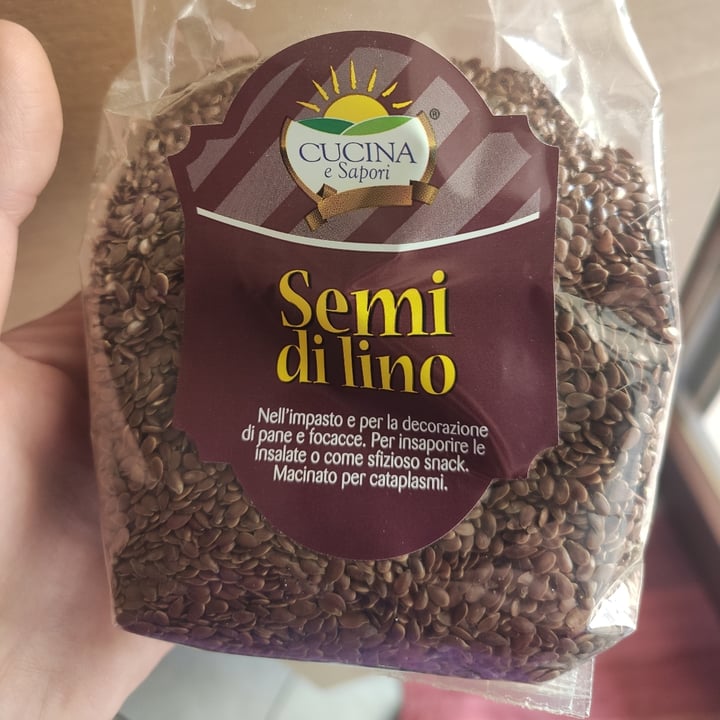 CUCINA ®
e Sapori
Semi
di lino
Nell'impasto e per la decorazione
di pane e focacce. Per insaporire le
insalate o come sfizioso snack.
Macinato per cataplasmi.